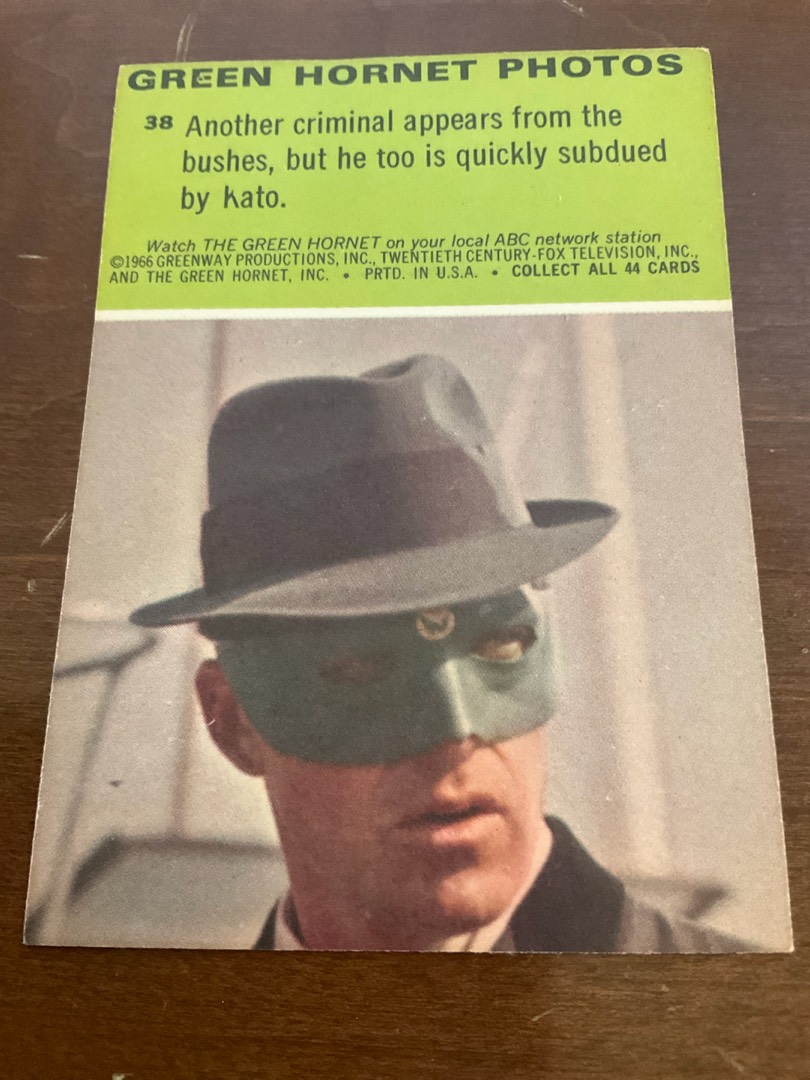 GREEN HORNET PHOTOS
38 Another criminal appears from the
bushes, but he too is quickly subdued
by Kato.
Watch THE GREEN HORNET on your local ABC network station
©1966 GREENWAY PRODUCTIONS, INC., TWENTIETH CENTURY-FOX TELEVISION, INC.,
AND THE GREEN HORNET, INC. • PRTD. IN U.S.A. • COLLECT ALL 44 CARDS